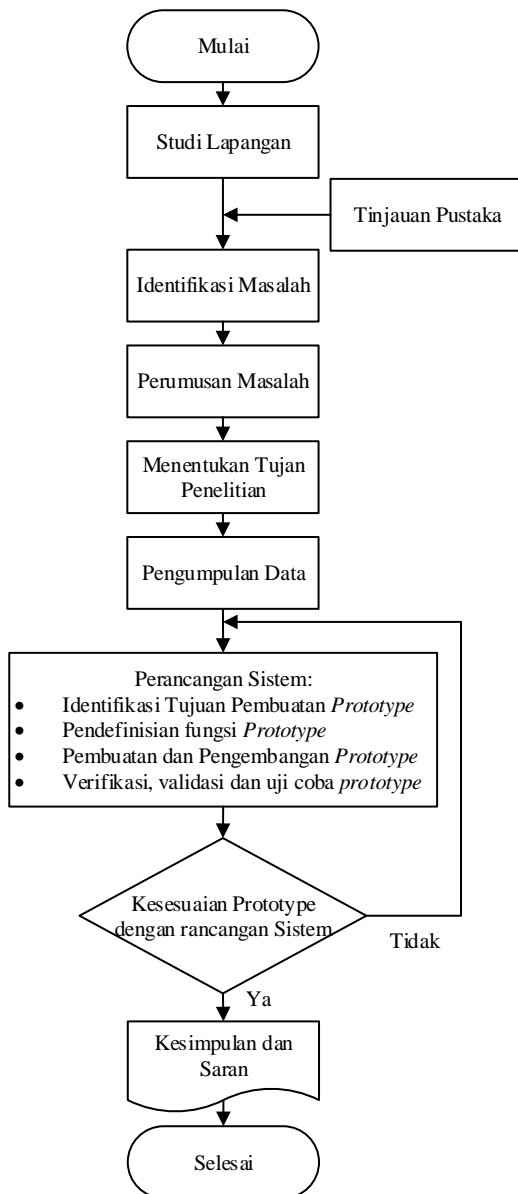 Mulai
Studi Lapangan
Tinjauan Pustaka
Identifikasi Masalah
Perumusan Masalah
Menentukan Tujan
Penelitian
Pengumpulan Data
Perancangan Sistem:
• Identifikasi Tujuan Pembuatan Prototype
• Pendefinisian fungsi Prototype
• Pembuatan dan Pengembangan Prototype
• Verifikasi, validasi dan uji coba prototype
Kesesuaian Prototype
dengan rancangan Sistem
Tidak
Ya
Kesimpulan dan
Saran
Selesai